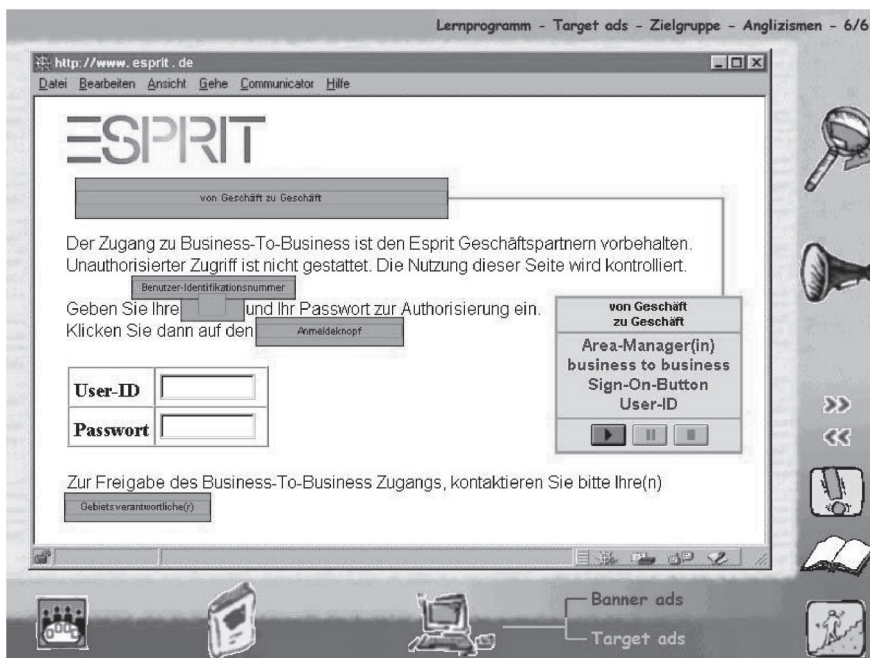 Lernprogramm - Target ads - Zielgruppe - Anglizismen - 6/6
http://www.esprit.de
Datei Bearbeiten Ansicht Gehe Communicator Hilfe
ESPRIT
von Geschäft zu Geschäft
Der Zugang zu Business-To-Business ist den Esprit Geschäftspartnern vorbehalten.
Unauthorisierter Zugriff ist nicht gestattet. Die Nutzung dieser Seite wird kontrolliert.
Benutzer-Identifikationsnummer
Geben Sie Ihre und Ihr Passwort zur Authorisierung ein.
Klicken Sie dann auf den Anmeldeknopf
von Geschäft
zu Geschäft
Area-Manager(in)
business to business
Sign-On-Button
User-ID
User-ID
Passwort
Zur Freigabe des Business-To-Business Zugangs, kontaktieren Sie bitte Ihre(n)
Gebietsverantwortliche(r)
Banner ads
Target ads